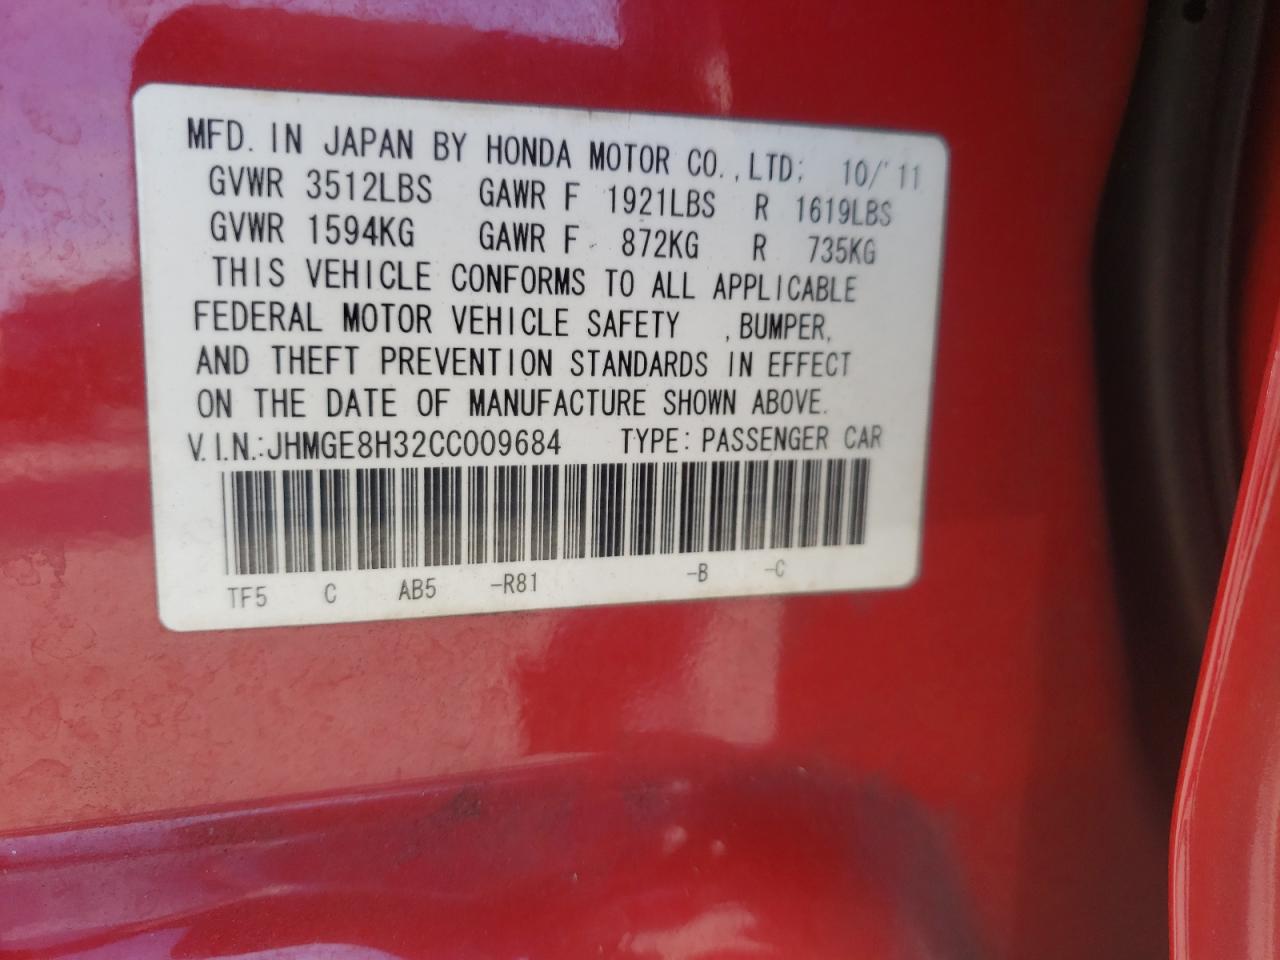 MFD. IN JAPAN BY HONDA MOTOR CO., LTD: 10/'11
GVWR 3512LBS GAWR F 1921LBS R 1619LBS
GVWR 1594KG GAWR F 872KG R 735KG
THIS VEHICLE CONFORMS TO ALL APPLICABLE
FEDERAL MOTOR VEHICLE SAFETY , BUMPER,
AND THEFT PREVENTION STANDARDS IN EFFECT
ON THE DATE OF MANUFACTURE SHOWN ABOVE.
V.I.N.:JHMGE8H32CC009684 TYPE: PASSENGER CAR
TF5 C AB5 -R81 -B -C